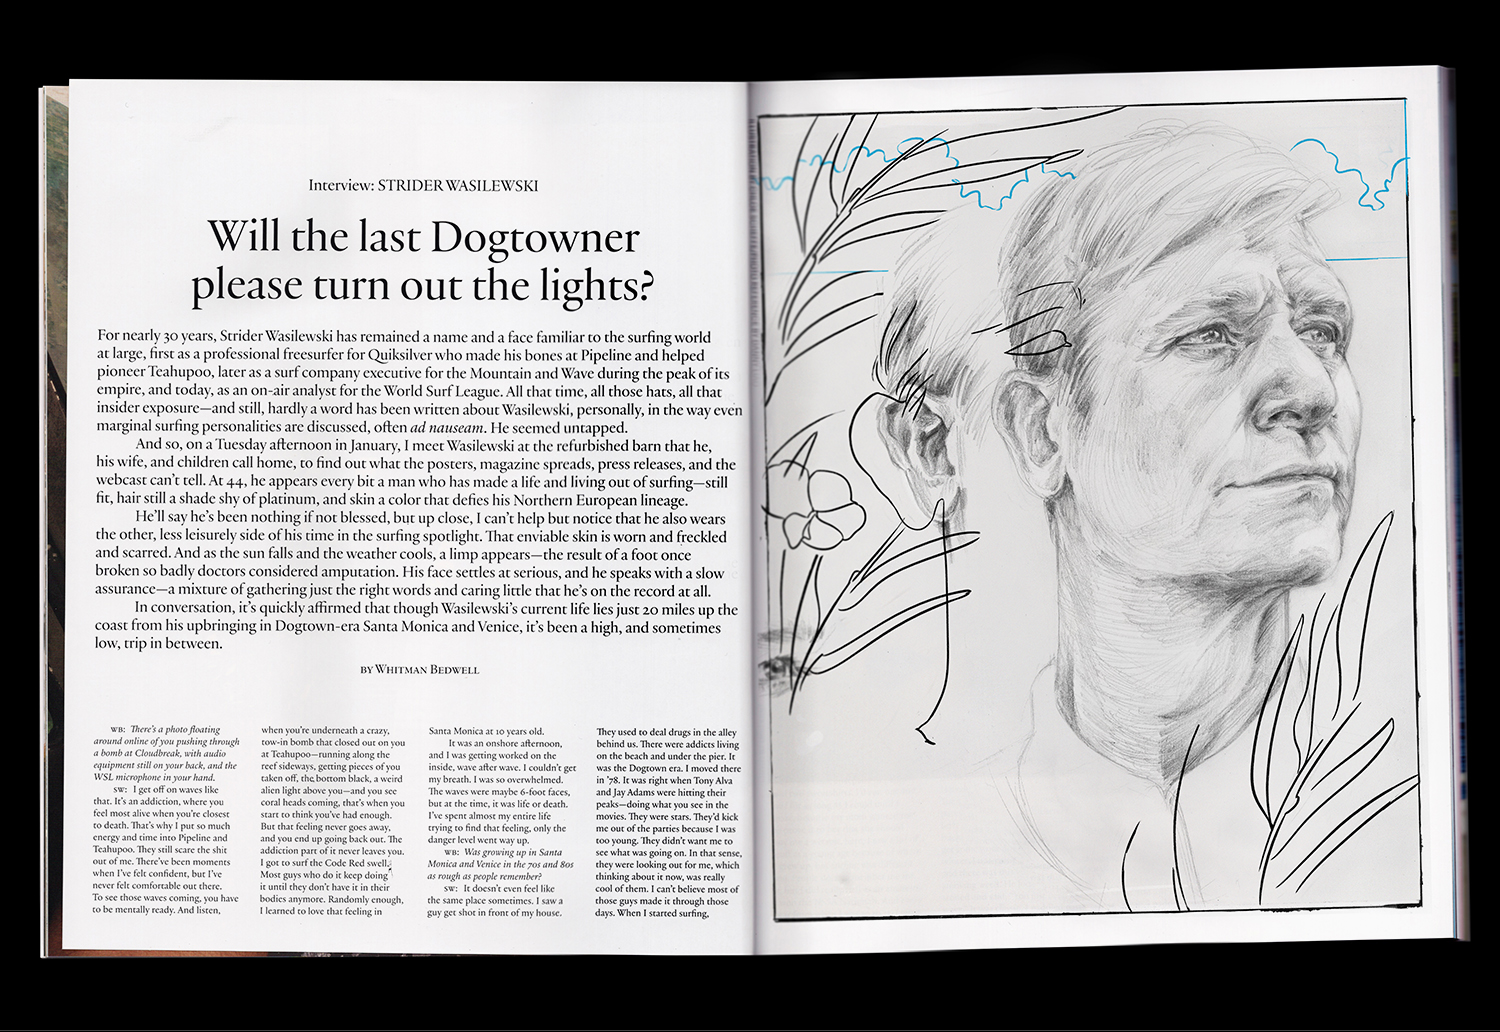 Interview: STRIDER WASILEWSKI
Will the last Dogtowner
please turn out the lights?
For nearly 30 years, Strider Wasilewski has remained a name and a face familiar to the surfing world
at large, first as a professional freesurfer for Quiksilver who made his bones at Pipeline and helped
pioneer Teahupoo, later as a surf company executive for the Mountain and Wave during the peak of its
empire, and today, as an on-air analyst for the World Surf League. All that time, all those hats, all that
insider exposure—and still, hardly a word has been written about Wasilewski, personally, in the way even
marginal surfing personalities are discussed, often ad nauseam. He seemed untapped.
And so, on a Tuesday afternoon in January, I meet Wasilewski at the refurbished barn that he,
his wife, and children call home, to find out what the posters, magazine spreads, press releases, and the
webcast can't tell. At 44, he appears every bit a man who has made a life and living out of surfing—still
fit, hair still a shade shy of platinum, and skin a color that defies his Northern European lineage.
He'll say he's been nothing if not blessed, but up close, I can't help but notice that he also wears
the other, less leisurely side of his time in the surfing spotlight. That enviable skin is worn and freckled
and scarred. And as the sun falls and the weather cools, a limp appears—the result of a foot once
broken so badly doctors considered amputation. His face settles at serious, and he speaks with a slow
assurance—a mixture of gathering just the right words and caring little that he's on the record at all.
In conversation, it's quickly affirmed that though Wasilewski's current life lies just 20 miles up the
coast from his upbringing in Dogtown-era Santa Monica and Venice, it's been a high, and sometimes
low, trip in between.
BY WHITMAN BEDWELL
WB: There's a photo floating
around online of you pushing through
a bomb at Cloudbreak, with audio
equipment still on your back, and the
WSL microphone in your hand.
SW: I get off on waves like
that. It's an addiction, where you
feel most alive when you're closest
to death. That's why I put so much
energy and time into Pipeline and
Teahupoo. They still scare the shit
out of me. There've been moments
when I've felt confident, but I've
never felt comfortable out there.
To see those waves coming, you have
to be mentally ready. And listen,
when you're underneath a crazy,
tow-in bomb that closed out on you
at Teahupoo—running along the
reef sideways, getting pieces of you
taken off, the bottom black, a weird
alien light above you—and you see
coral heads coming, that's when you
start to think you've had enough.
But that feeling never goes away,
and you end up going back out. The
addiction part of it never leaves you.
I got to surf the Code Red swell.
Most guys who do it keep doing
it until they don't have it in their
bodies anymore. Randomly enough,
I learned to love that feeling in
Santa Monica at 10 years old.
It was an onshore afternoon,
and I was getting worked on the
inside, wave after wave. I couldn't get
my breath. I was so overwhelmed.
The waves were maybe 6-foot faces,
but at the time, it was life or death.
I've spent almost my entire life
trying to find that feeling, only the
danger level went way up.
WB: Was growing up in Santa
Monica and Venice in the 70s and 80s
as rough as people remember?
SW: It doesn't even feel like
the same place sometimes. I saw a
guy get shot in front of my house.
They used to deal drugs in the alley
behind us. There were addicts living
on the beach and under the pier. It
was the Dogtown era. I moved there
in '78. It was right when Tony Alva
and Jay Adams were hitting their
peaks—doing what you see in the
movies. They were stars. They'd kick
me out of the parties because I was
too young. They didn't want me to
see what was going on. In that sense,
they were looking out for me, which
thinking about it now, was really
cool of them. I can't believe most of
those guys made it through those
days. When I started surfing,